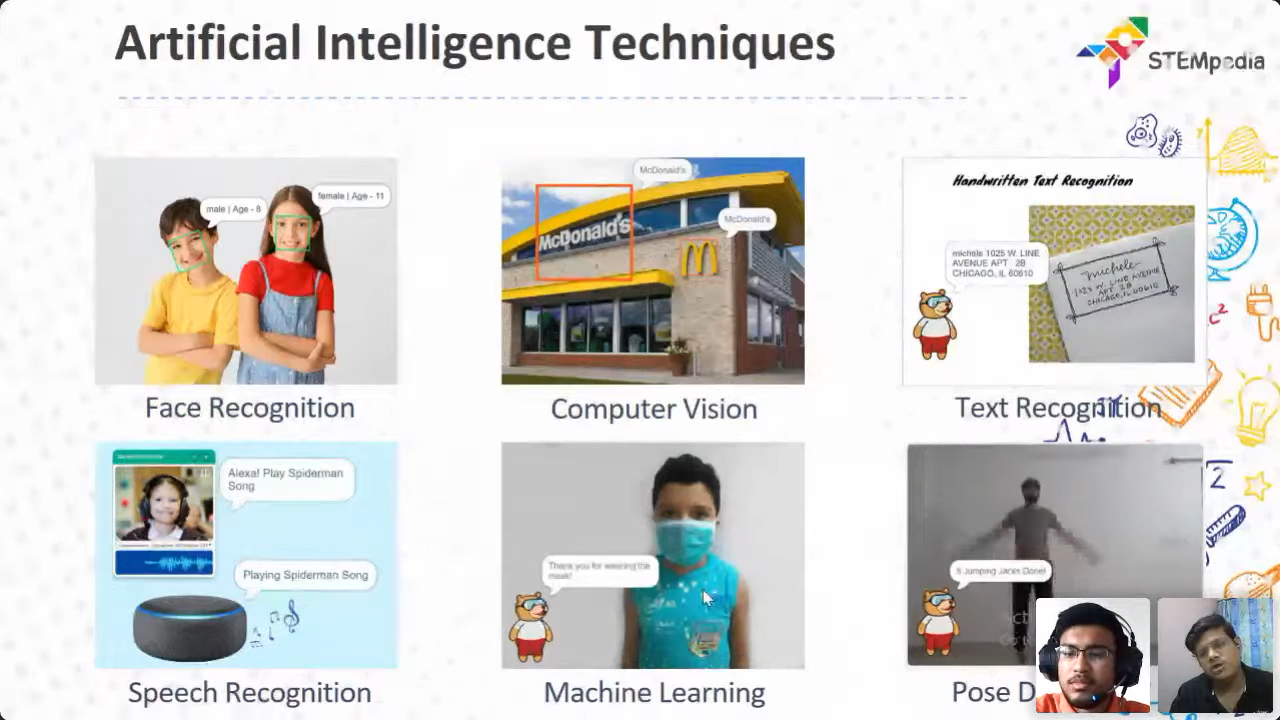 Artificial Intelligence Techniques
STEMpedia
male | Age - 8
female | Age - 11
McDonald's
McDonald's
McDonald's
Handwritten Text Recognition
michele 1025 W. LINE
AVENUE APT . 2B
CHICAGO, IL 60610
michele
1025 W. LINE AVENUE
APT. 2B
CHICAGO, IL 60610
Face Recognition
Computer Vision
Text Recognition
Alexa! Play Spiderman
Song
Playing Spiderman Song
Thank you for wearing the
mask!
5 Jumping Jacks Done!
Speech Recognition
Machine Learning
Pose D